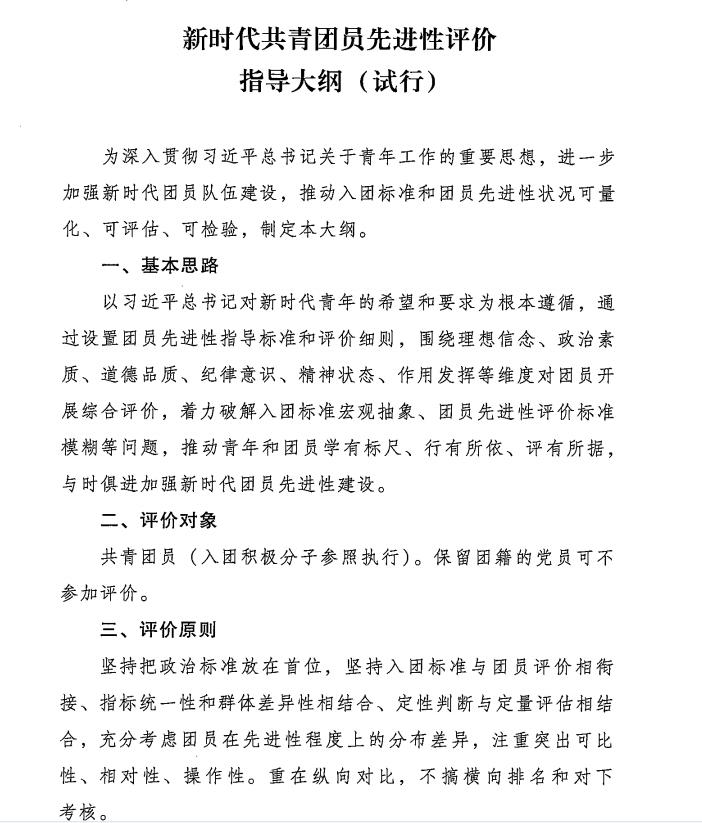 新时代共青团员先进性评价
指导大纲（试行）
为深入贯彻习近平总书记关于青年工作的重要思想，进一步
加强新时代团员队伍建设，推动入团标准和团员先进性状况可量
化、可评估、可检验，制定本大纲。
一、基本思路
以习近平总书记对新时代青年的希望和要求为根本遵循，通
过设置团员先进性指导标准和评价细则，围绕理想信念、政治素
质、道德品质、纪律意识、精神状态、作用发挥等维度对团员开
展综合评价，着力破解入团标准宏观抽象、团员先进性评价标准
模糊等问题，推动青年和团员学有标尺、行有所依、评有所据，
与时俱进加强新时代团员先进性建设。
二、评价对象
共青团员（入团积极分子参照执行）。保留团籍的党员可不
参加评价。
三、评价原则
坚持把政治标准放在首位，坚持入团标准与团员评价相衔
接、指标统一性和群体差异性相结合、定性判断与定量评估相结
合，充分考虑团员在先进性程度上的分布差异，注重突出可比
性、相对性、操作性。重在纵向对比，不搞横向排名和对下
考核。